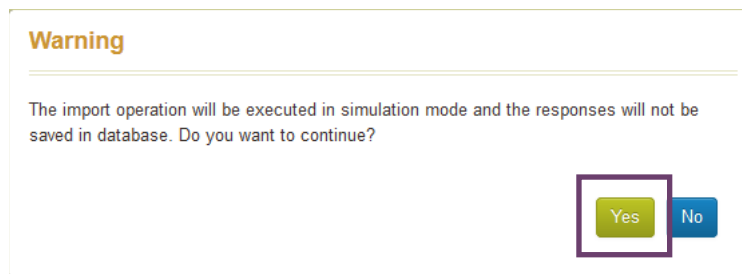 Warning
The import operation will be executed in simulation mode and the responses will not be
saved in database. Do you want to continue?
Yes No